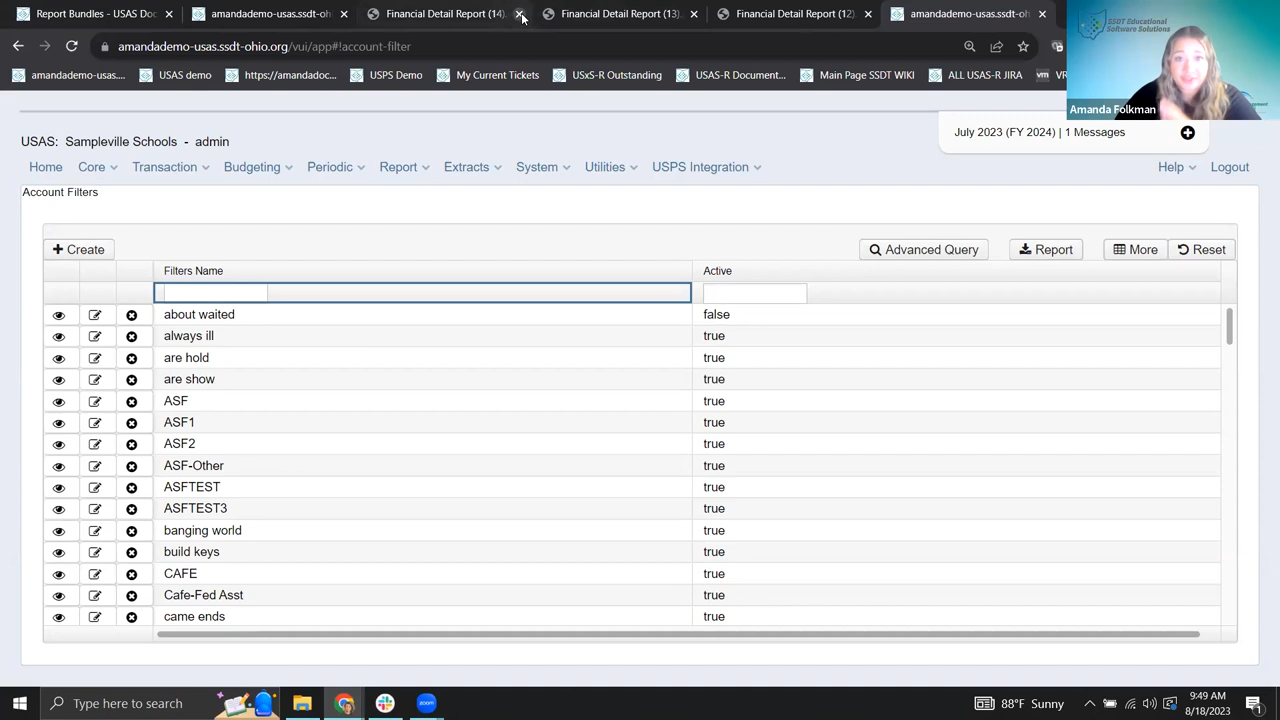 Report Bundles - USAS Doc
amandademo-usas.ssdt-ohio
Financial Detail Report (14).
Financial Detail Report (13).
Financial Detail Report (12)
amandademo-usas.ssdt-oh
amandademo-usas.ssdt-ohio.org/vui/app#!account-filter
amandademo-usas....
USAS demo
https://amandadoc...
USPS Demo
My Current Tickets
USxS-R Outstanding
USAS-R Document...
Main Page SSDT WIKI
ALL USAS-R JIRA
SSDT Educational
Software Solutions
Amanda Folkman
USAS: Sampleville Schools - admin
July 2023 (FY 2024) | 1 Messages
Home Core Transaction Budgeting Periodic Report Extracts System Utilities USPS Integration Help Logout
Account Filters
Create Advanced Query Report More Reset
Filters Name Active
about waited false
always ill true
are hold true
are show true
ASF true
ASF1 true
ASF2 true
ASF-Other true
ASFTEST true
ASFTEST3 true
banging world true
build keys true
CAFE true
Cafe-Fed Asst true
came ends true
Type here to search
zoom
88°F Sunny
9:49 AM
8/18/2023
1